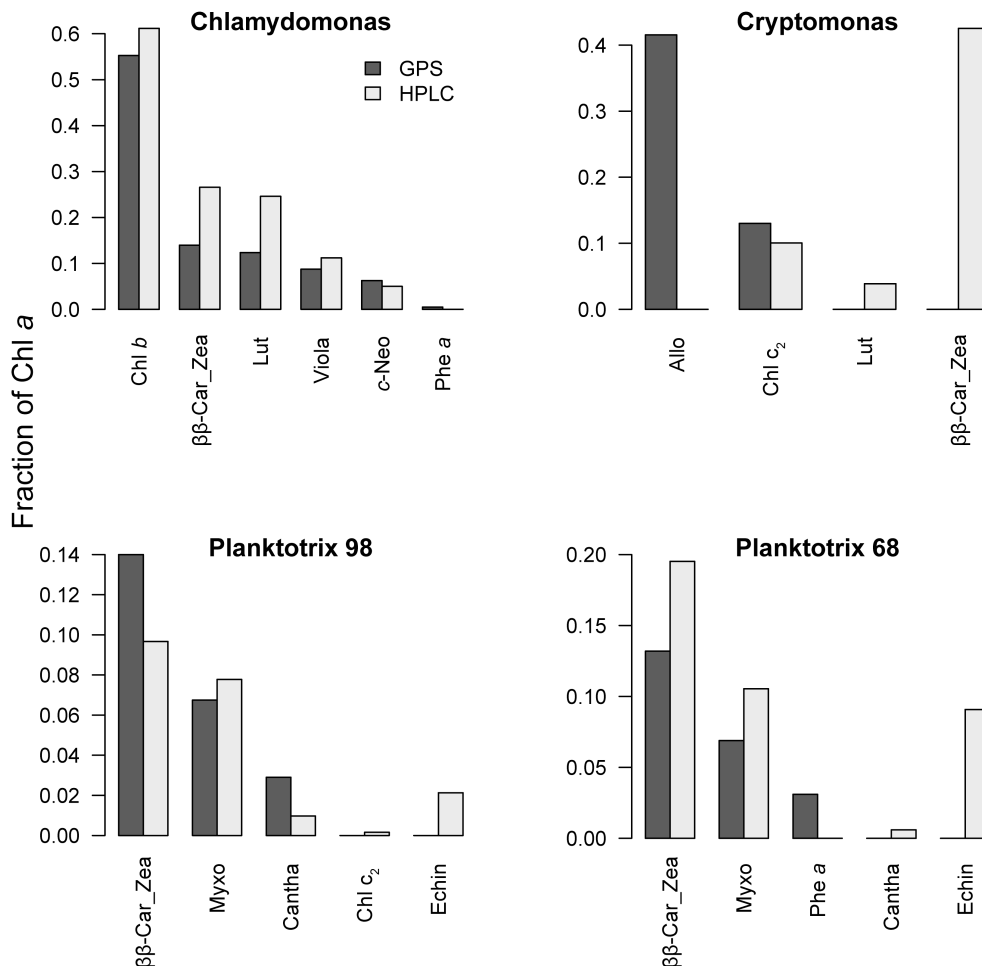 Chlamydomonas
GPS
HPLC
0.6
0.5
0.4
0.3
0.2
0.1
0.0
Chl b
ββ-Car_Zea
Lut
Viola
c-Neo
Phe a
Cryptomonas
0.4
0.3
0.2
0.1
0.0
Allo
Chl c₂
Lut
ββ-Car_Zea
Fraction of Chl a
Planktotrix 98
0.14
0.12
0.10
0.08
0.06
0.04
0.02
0.00
ββ-Car_Zea
Myxo
Cantha
Chl c₂
Echin
Planktotrix 68
0.20
0.15
0.10
0.05
0.00
ββ-Car_Zea
Myxo
Phe a
Cantha
Echin